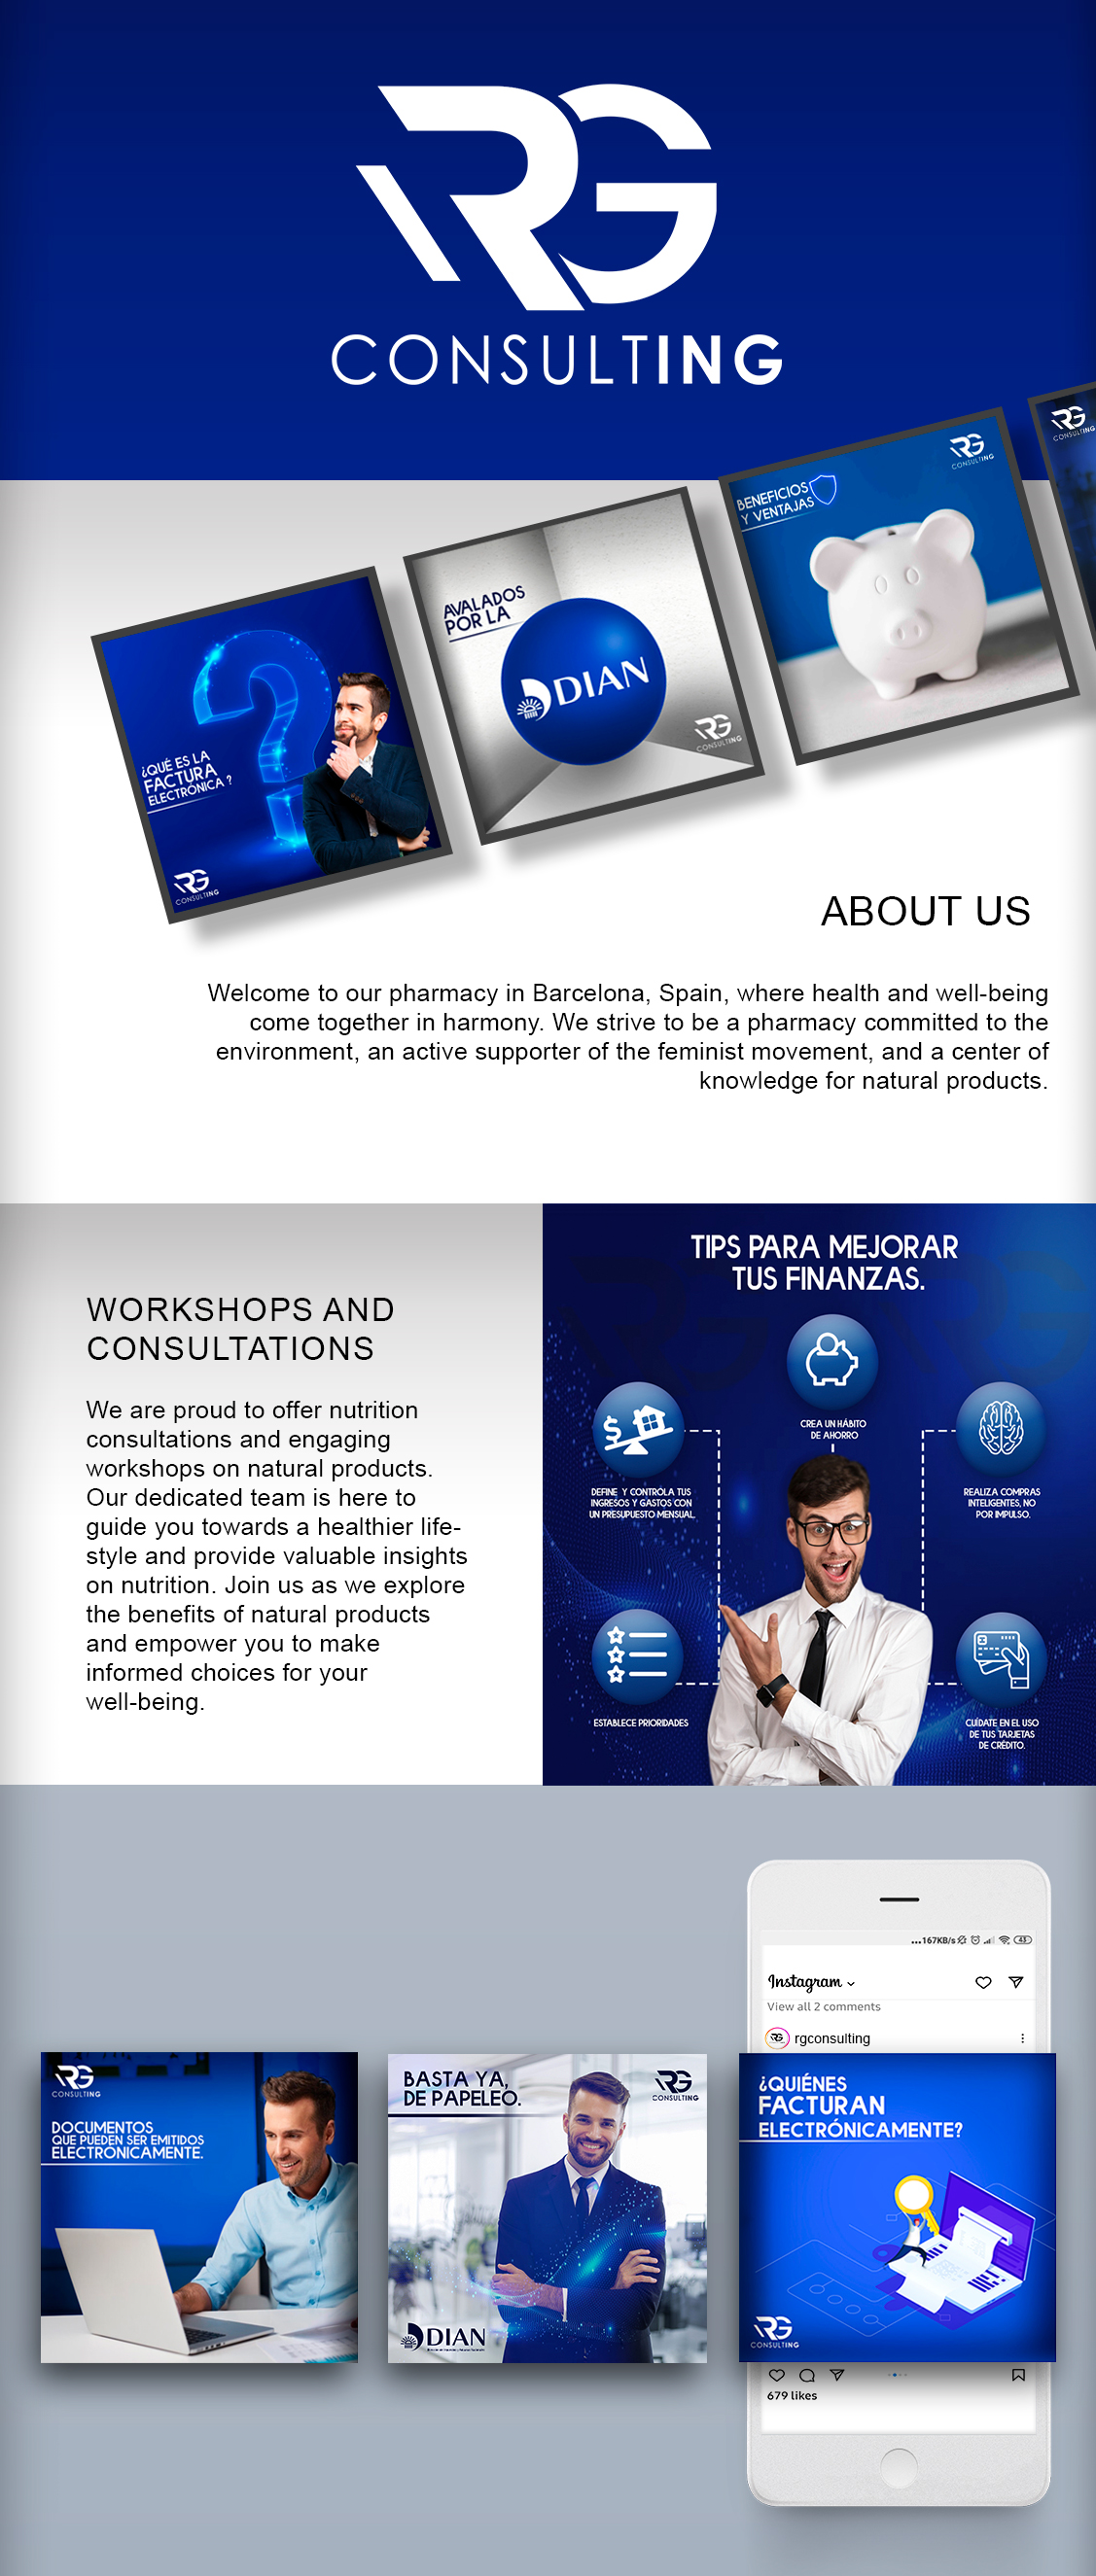 RG
CONSULTING
RG
CONSULTING
BENEFICIOS
Y VENTAJAS
RG
CONSULTING
AVALADOS
POR LA
DIAN
RG
CONSULTING
¿QUÉ ES LA
FACTURA
ELECTRÓNICA ?
RG
CONSULTING
ABOUT US
Welcome to our pharmacy in Barcelona, Spain, where health and well-being
come together in harmony. We strive to be a pharmacy committed to the
environment, an active supporter of the feminist movement, and a center of
knowledge for natural products.
WORKSHOPS AND
CONSULTATIONS
We are proud to offer nutrition
consultations and engaging
workshops on natural products.
Our dedicated team is here to
guide you towards a healthier life-
style and provide valuable insights
on nutrition. Join us as we explore
the benefits of natural products
and empower you to make
informed choices for your
well-being.
TIPS PARA MEJORAR
TUS FINANZAS.
CREA UN HÁBITO
DE AHORRO
DEFINE Y CONTRÓLA TUS
INGRESOS Y GASTOS CON
UN PRESUPUESTO MENSUAL.
REALIZA COMPRAS
INTELIGENTES, NO
POR IMPULSO.
ESTABLECE PRIORIDADES
CUÍDATE EN EL USO
DE TUS TARJETAS
DE CRÉDITO.
...167KB/s 43
Instagram
View all 2 comments
rgconsulting
RG
CONSULTING
DOCUMENTOS
QUE PUEDEN SER EMITIDOS
ELECTRÓNICAMENTE.
BASTA YA,
DE PAPELEO.
RG
CONSULTING
DIAN
¿QUIÉNES
FACTURAN
ELECTRÓNICAMENTE?
RG
CONSULTING
679 likes